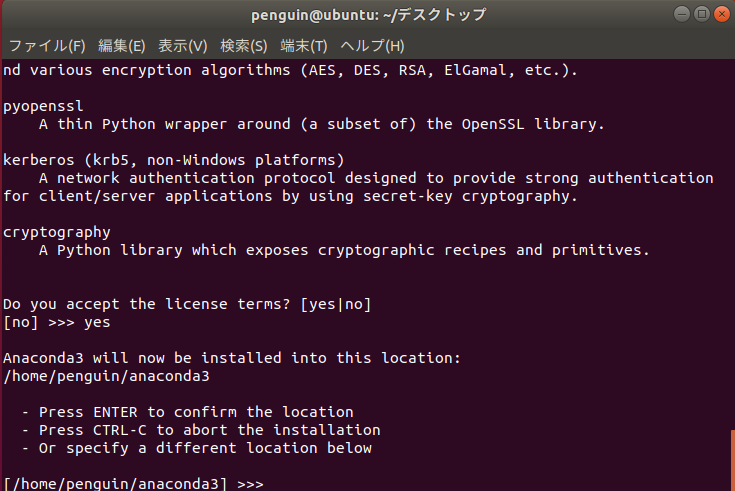 penguin@ubuntu: ~/デスクトップ
ファイル(F) 編集(E) 表示(V) 検索(S) 端末(T) ヘルプ(H)
nd various encryption algorithms (AES, DES, RSA, ElGamal, etc.).
pyopenssl
A thin Python wrapper around (a subset of) the OpenSSL library.
kerberos (krb5, non-Windows platforms)
A network authentication protocol designed to provide strong authentication
for client/server applications by using secret-key cryptography.
cryptography
A Python library which exposes cryptographic recipes and primitives.
Do you accept the license terms? [yes|no]
[no] >>> yes
Anaconda3 will now be installed into this location:
/home/penguin/anaconda3
- Press ENTER to confirm the location
- Press CTRL-C to abort the installation
- Or specify a different location below
[/home/penguin/anaconda3] >>>